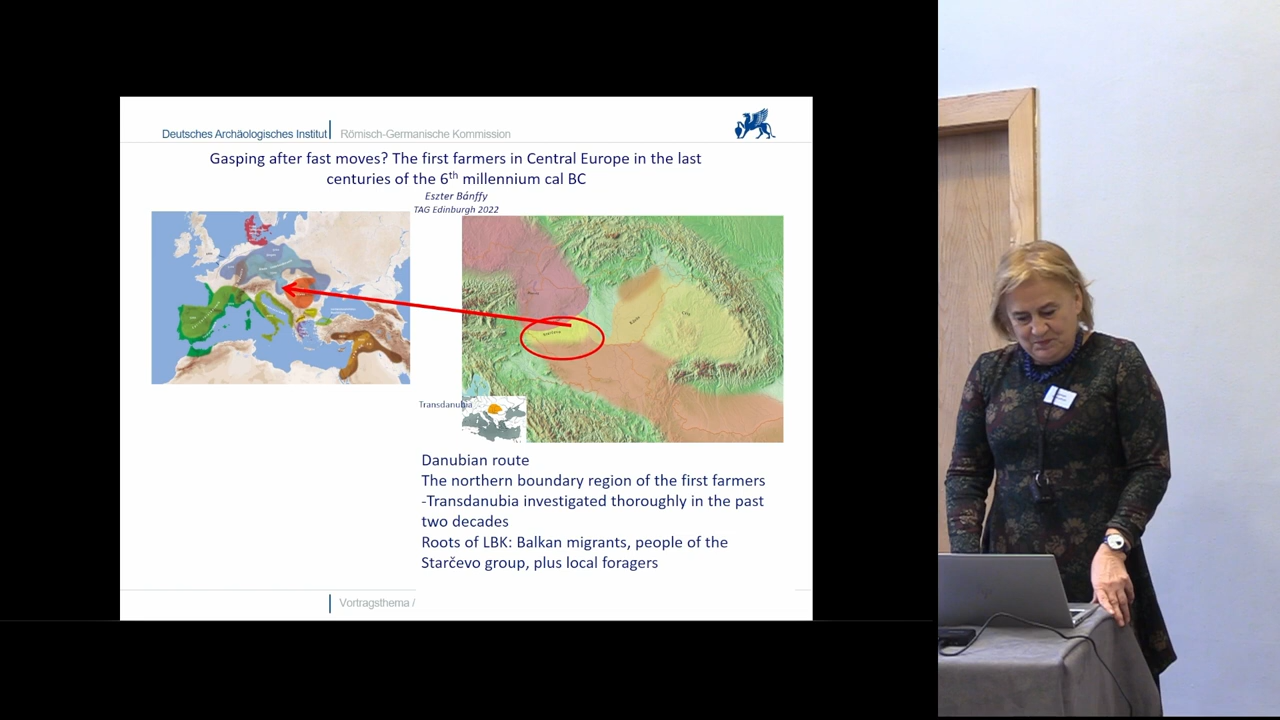 Deutsches Archäologisches Institut
Römisch-Germanische Kommission
Gasping after fast moves? The first farmers in Central Europe in the last
centuries of the 6th millennium cal BC
Eszter Bánffy
TAG Edinburgh 2022
Transdanubia
Danubian route
The northern boundary region of the first farmers
-Transdanubia investigated thoroughly in the past
two decades
Roots of LBK: Balkan migrants, people of the
Starčevo group, plus local foragers
Vortragsthema /